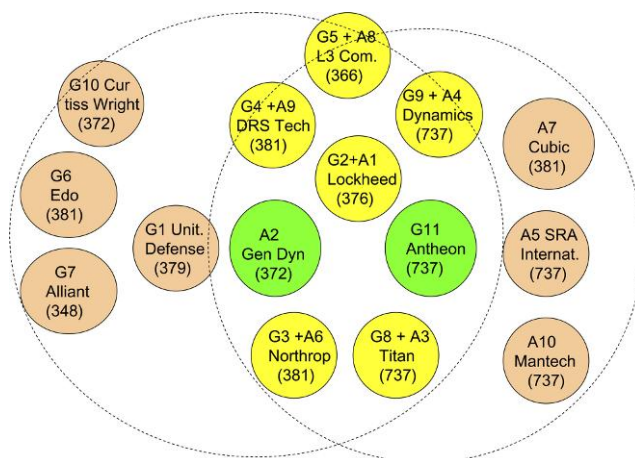 G5 + A8
L3 Com.
(366)
G10 Cur
tiss Wright
(372)
G4 +A9
DRS Tech
(381)
G9 + A4
Dynamics
(737)
A7
Cubic
(381)
G2+A1
Lockheed
(376)
G6
Edo
(381)
G1 Unit.
Defense
(379)
A2
Gen Dyn
(372)
G11
Antheon
(737)
A5 SRA
Internat.
(737)
G7
Alliant
(348)
G3 +A6
Northrop
(381)
G8 + A3
Titan
(737)
A10
Mantech
(737)